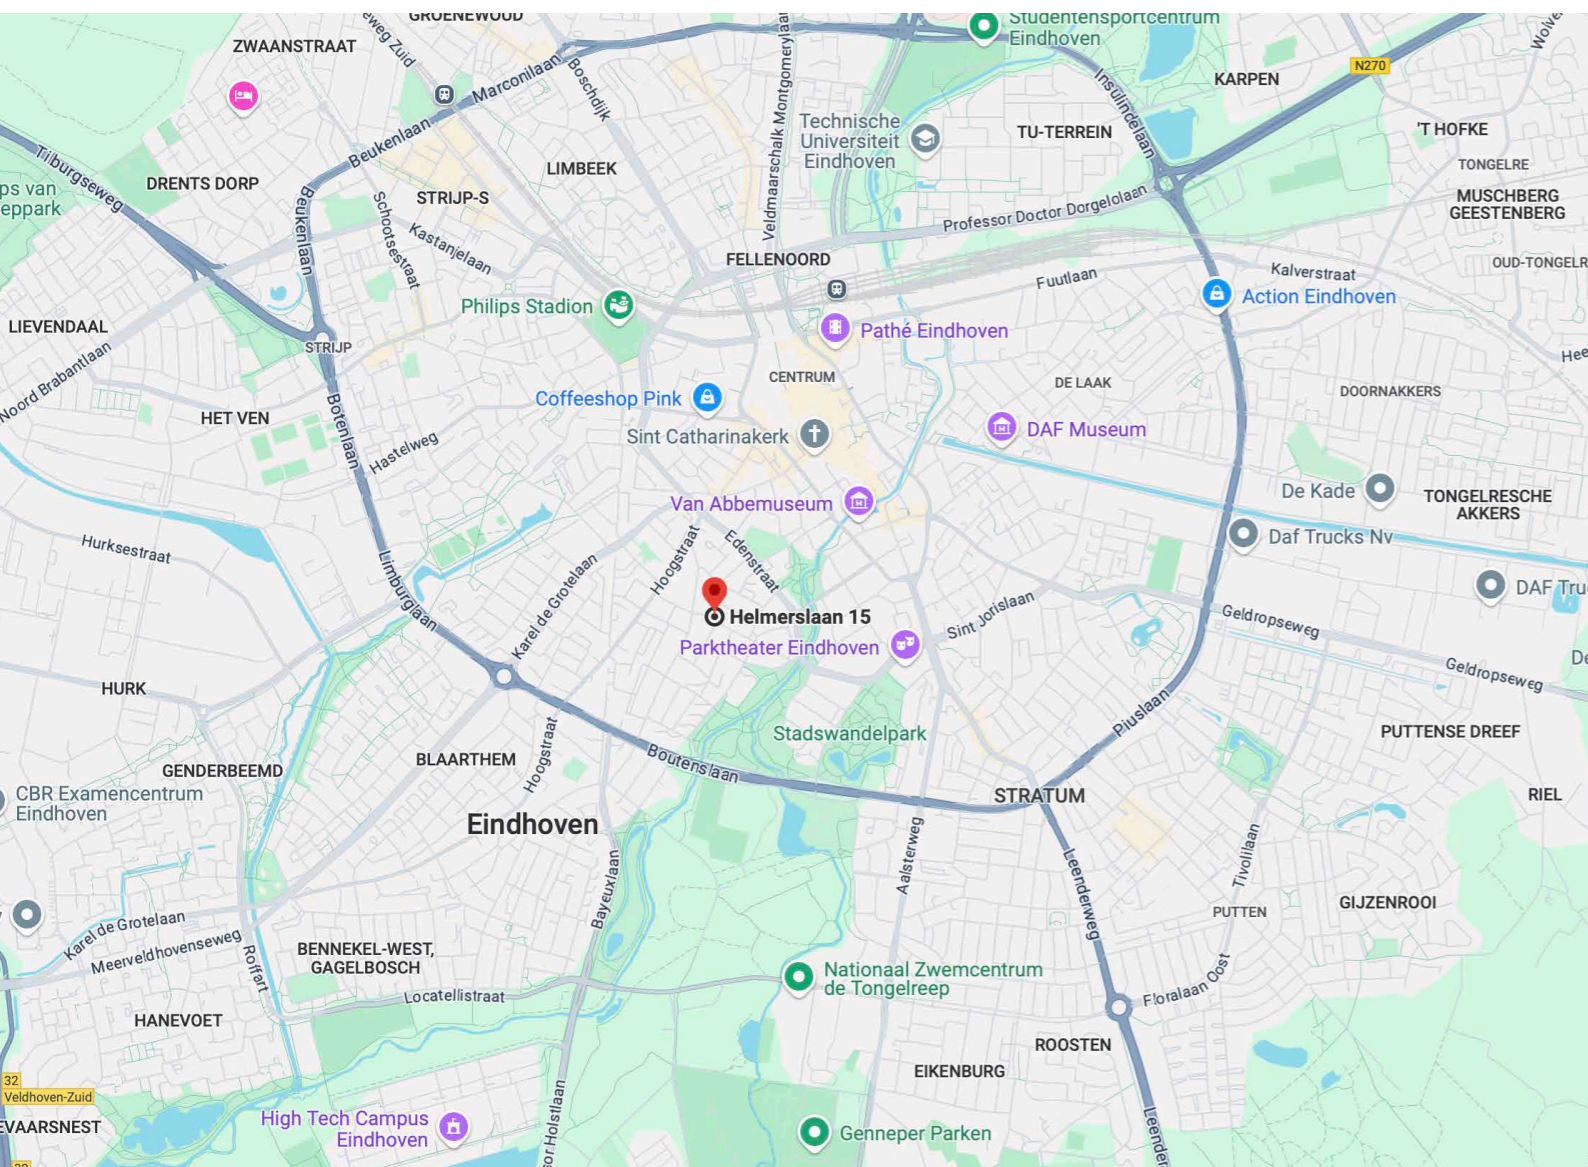 GROENEWOUD
Studentensportcentrum
Eindhoven
ZWAANSTRAAT
Marconilaan
Boschdijk
Veldmaarschalk Montgomerylaan
Insulindelaan
N270
KARPEN
Beukenlaan
LIMBEEK
Technische
Universiteit
Eindhoven
TU-TERREIN
'T HOFKE
TONGELRE
Tilburgseweg
DRENTS DORP
STRIJP-S
MUSCHBERG
GEESTENBERG
Beukenlaan
Schootsestraat
Kastanjelaan
Professor Doctor Dorgelolaan
FELLENOORD
Fuutlaan
Kalverstraat
Philips Stadion
Action Eindhoven
LIEVENDAAL
STRIJP
Pathé Eindhoven
Noord Brabantlaan
CENTRUM
DE LAAK
DOORNAKKERS
HET VEN
Botenlaan
Hastelweg
Coffeeshop Pink
Sint Catharinakerk
DAF Museum
Van Abbemuseum
De Kade
TONGELRESCHE
AKKERS
Hurksestraat
Daf Trucks Nv
Limburglaan
Karel de Grotelaan
Hoogstraat
Edenstraat
Helmerslaan 15
Parktheater Eindhoven
Sint Jorislaan
Geldropseweg
Geldropseweg
HURK
Piuslaan
Stadswandelpark
PUTTENSE DREEF
GENDERBEEMD
BLAARTHEM
Hoogstraat
Boutenslaan
STRATUM
RIEL
CBR Examencentrum
Eindhoven
Eindhoven
Aalsterweg
Leenderweg
Tivolilaan
Bayeuxlaan
PUTTEN
GIJZENROOI
Karel de Grotelaan
Meerveldhovenseweg
Roffart
BENNEKEL-WEST,
GAGELBOSCH
Locatellistraat
Nationaal Zwemcentrum
de Tongelreep
Floralaan Oost
HANEVOET
ROOSTEN
EIKENBURG
32
Veldhoven-Zuid
High Tech Campus
Eindhoven
Genneper Parken